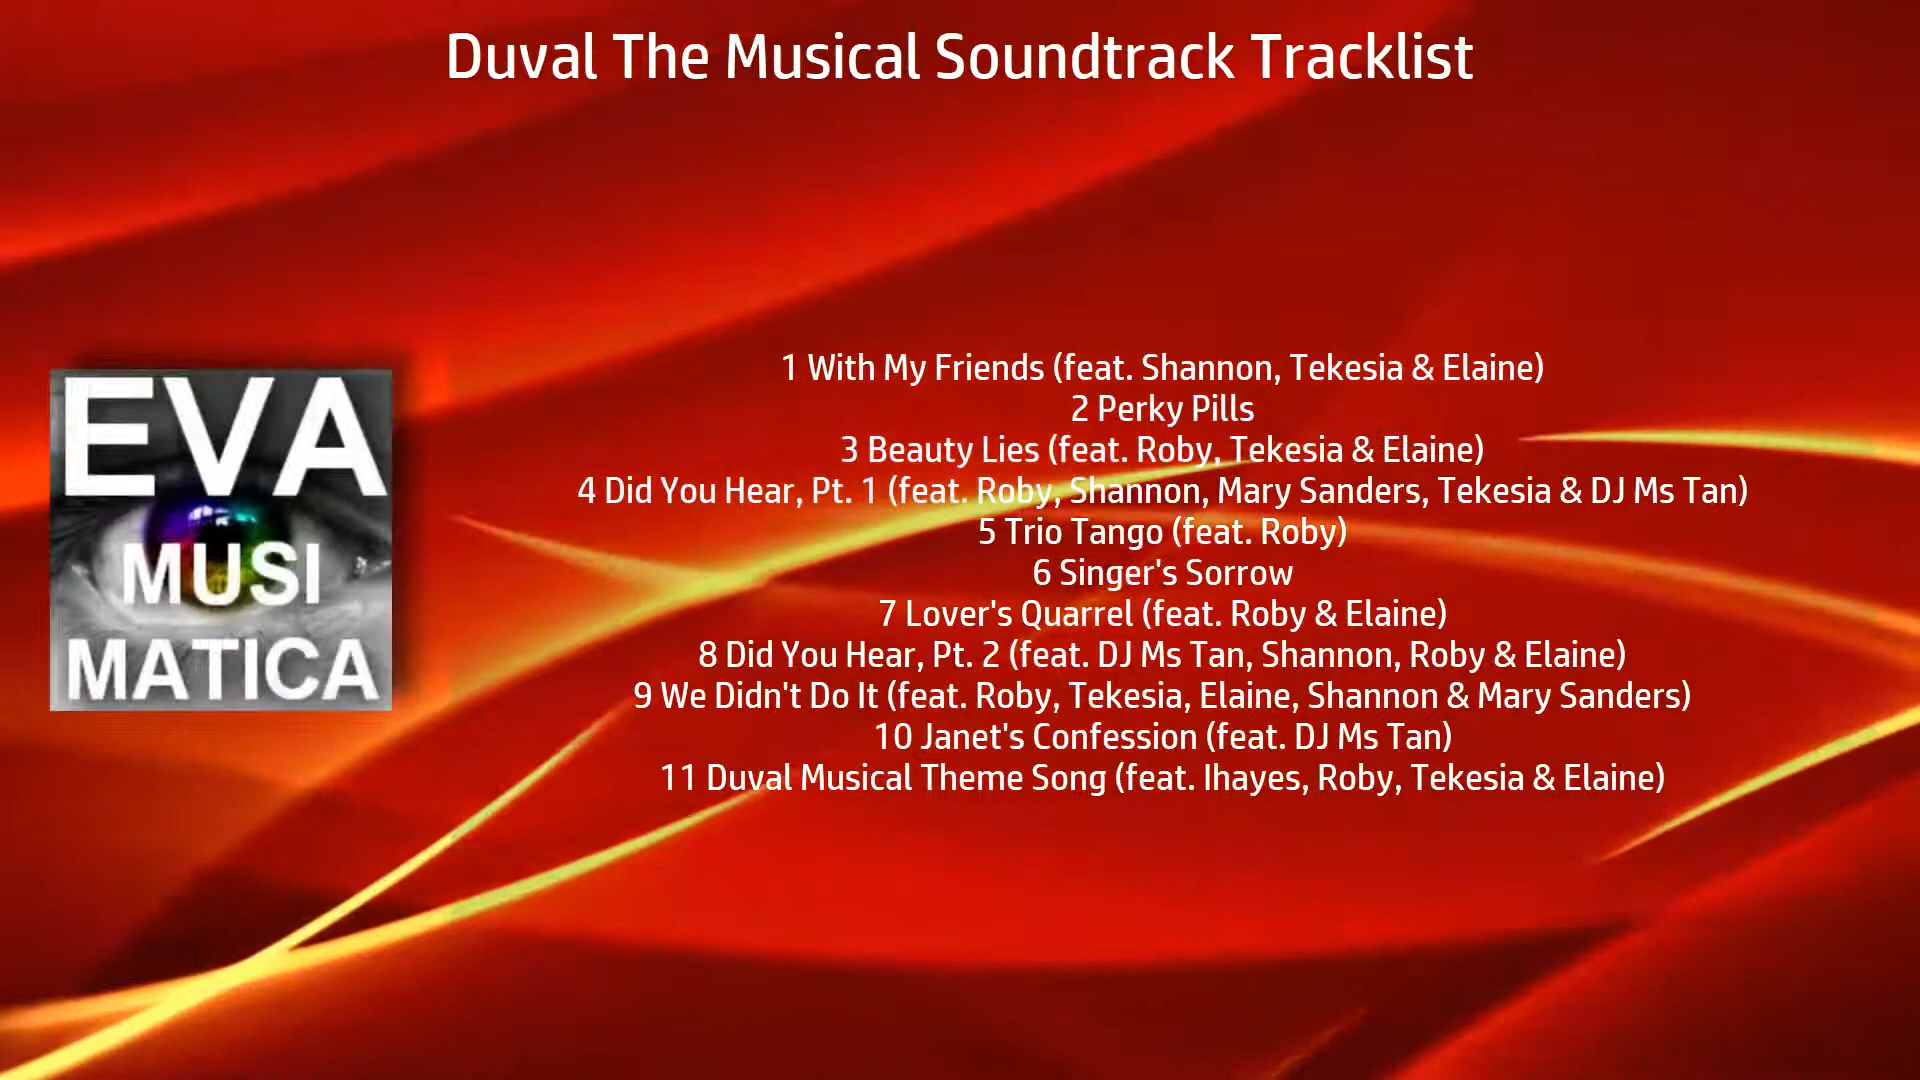 Duval The Musical Soundtrack Tracklist
EVA
MUSI
MATICA
1 With My Friends (feat. Shannon, Tekesia & Elaine)
2 Perky Pills
3 Beauty Lies (feat. Roby, Tekesia & Elaine)
4 Did You Hear, Pt. 1 (feat. Roby, Shannon, Mary Sanders, Tekesia & DJ Ms Tan)
5 Trio Tango (feat. Roby)
6 Singer's Sorrow
7 Lover's Quarrel (feat. Roby & Elaine)
8 Did You Hear, Pt. 2 (feat. DJ Ms Tan, Shannon, Roby & Elaine)
9 We Didn't Do It (feat. Roby, Tekesia, Elaine, Shannon & Mary Sanders)
10 Janet's Confession (feat. DJ Ms Tan)
11 Duval Musical Theme Song (feat. Ihayes, Roby, Tekesia & Elaine)